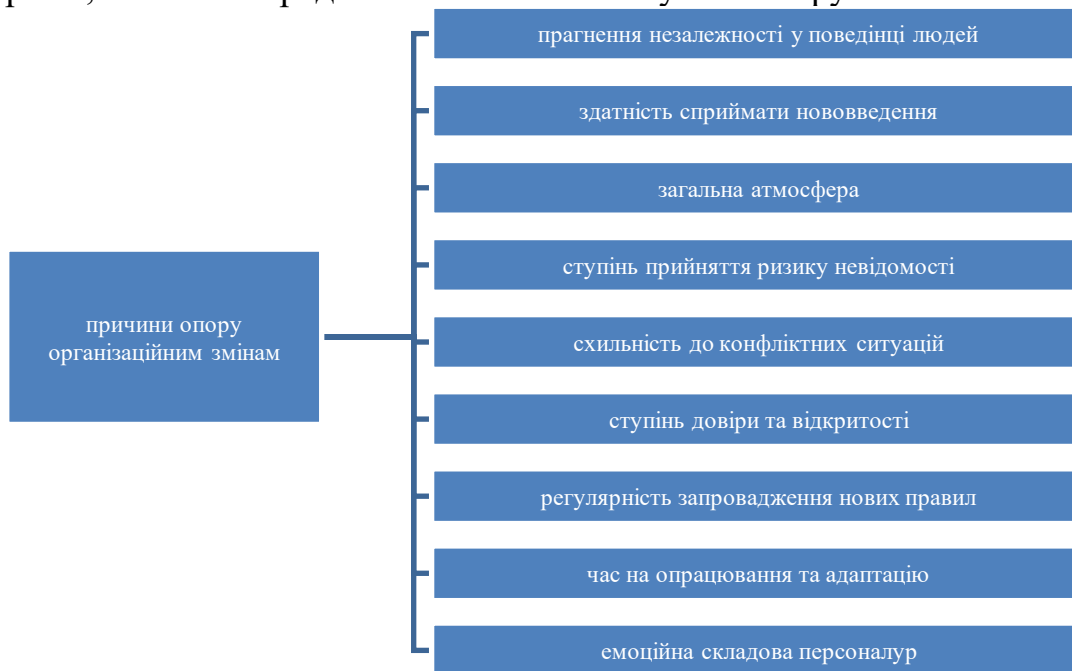 прагнення незалежності у поведінці людей
здатність сприймати нововведення
загальна атмосфера
ступінь прийняття ризику невідомості
причини опору
організаційним змінам
схильність до конфліктних ситуацій
ступінь довіри та відкритості
регулярність запровадження нових правил
час на опрацювання та адаптацію
емоційна складова персоналур